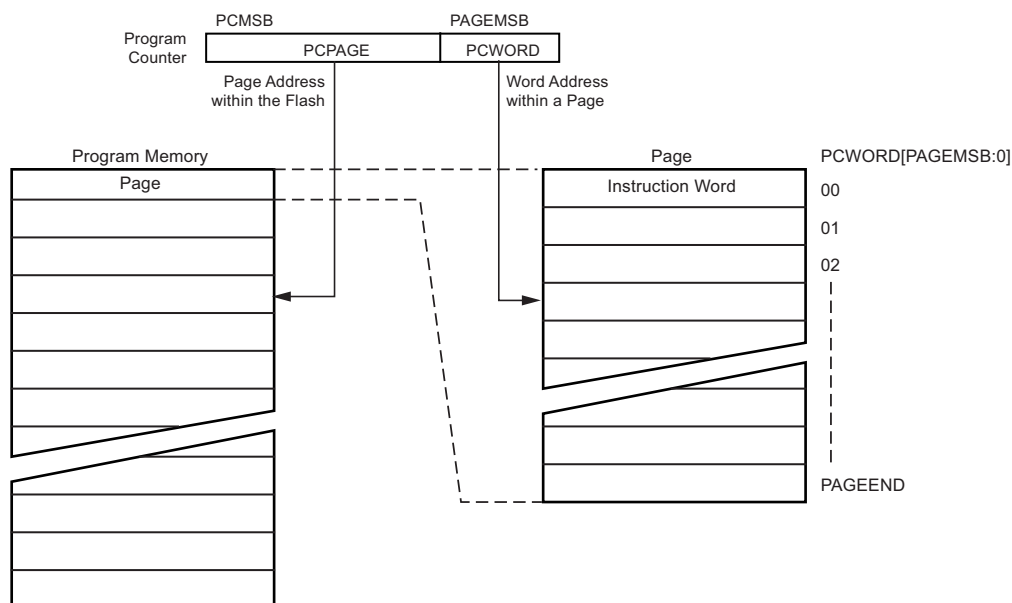 PCMSB
PAGEMSB
Program
Counter
PCPAGE
PCWORD
Page Address
within the Flash
Word Address
within a Page
Program Memory
Page
PCWORD[PAGEMSB:0]
Page
Instruction Word
00
01
02
PAGEEND